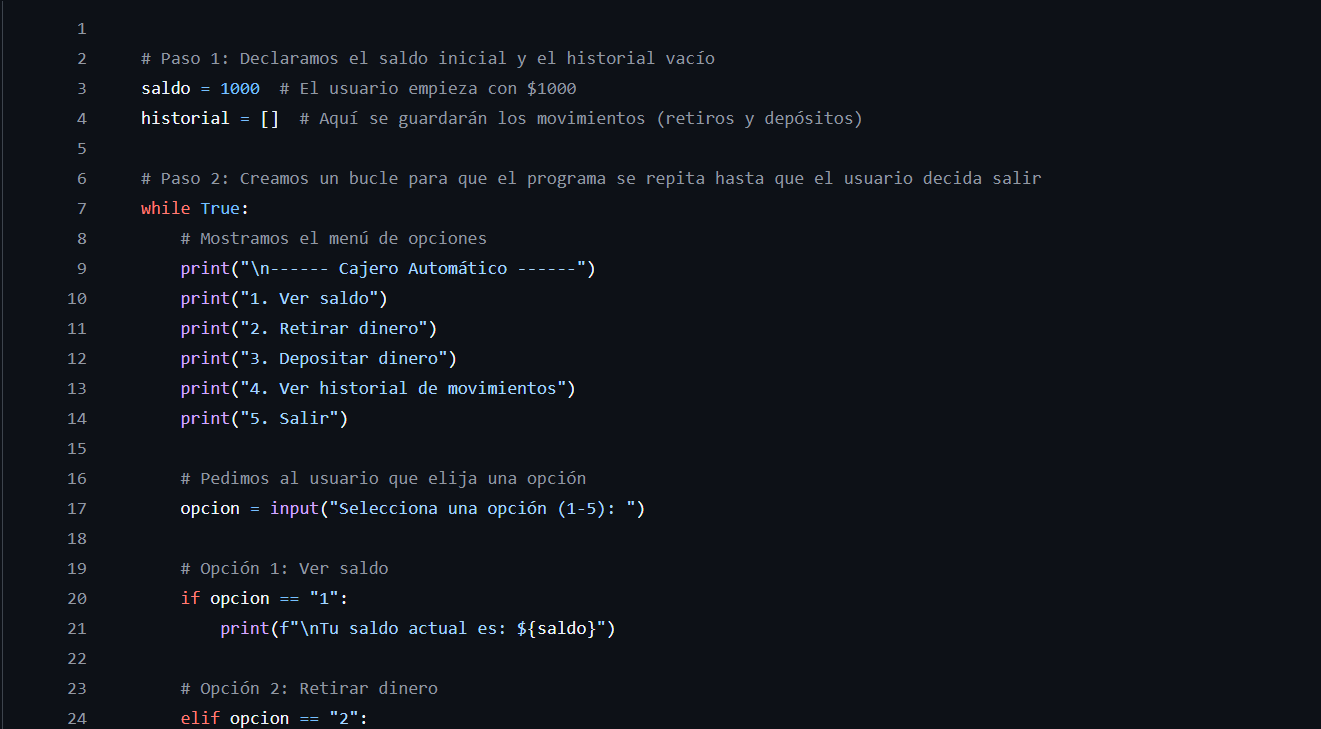 1
2 # Paso 1: Declaramos el saldo inicial y el historial vacío
3 saldo = 1000  # El usuario empieza con $1000
4 historial = []  # Aquí se guardarán los movimientos (retiros y depósitos)
5
6 # Paso 2: Creamos un bucle para que el programa se repita hasta que el usuario decida salir
7 while True:
8     # Mostramos el menú de opciones
9     print("\n------ Cajero Automático ------")
10     print("1. Ver saldo")
11     print("2. Retirar dinero")
12     print("3. Depositar dinero")
13     print("4. Ver historial de movimientos")
14     print("5. Salir")
15
16     # Pedimos al usuario que elija una opción
17     opcion = input("Selecciona una opción (1-5): ")
18
19     # Opción 1: Ver saldo
20     if opcion == "1":
21         print(f"\nTu saldo actual es: ${saldo}")
22
23     # Opción 2: Retirar dinero
24     elif opcion == "2":